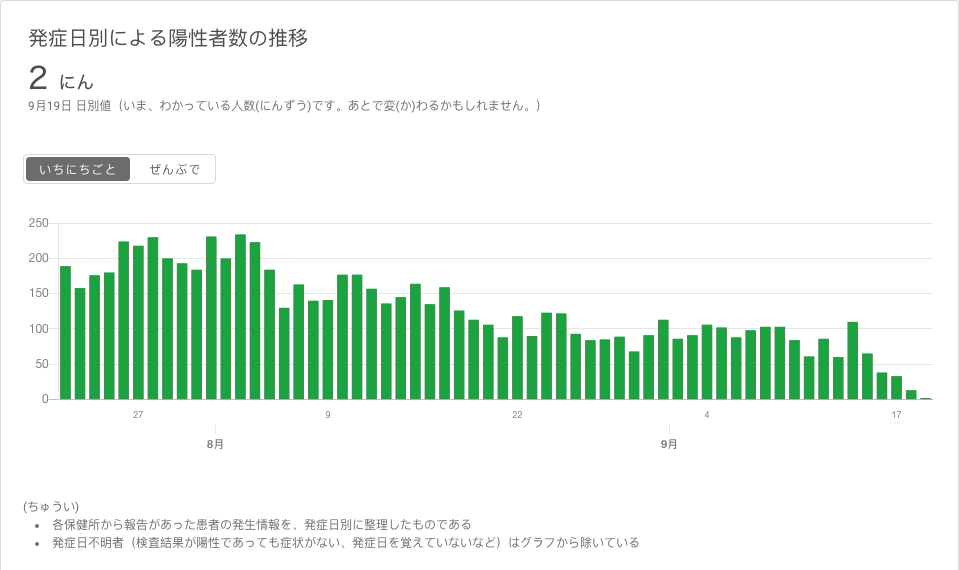 発症日別による陽性者数の推移
2 にん
9月19日 日別値（いま、わかっている人数(にんずう)です。あとで変(か)わるかもしれません。）
いちにちごと ぜんぶで
250
200
150
100
50
0
27 9 22 4 17
8月 9月
(ちゅうい)
• 各保健所から報告があった患者の発生情報を、発症日別に整理したものである
• 発症日不明者（検査結果が陽性であっても症状がない、発症日を覚えていないなど）はグラフから除いている